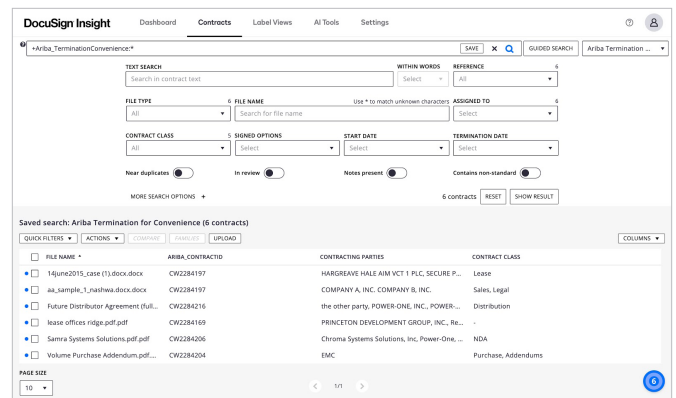 DocuSign Insight Dashboard Contracts Label Views AI Tools Settings
+Ariba_TerminationConvenience:* SAVE X GUIDED SEARCH Ariba Termination ...
TEXT SEARCH WITHIN WORDS REFERENCE 6
Search in contract text Select All
FILE TYPE 6 FILE NAME Use * to match unknown characters ASSIGNED TO 6
All Search for file name Select
CONTRACT CLASS 5 SIGNED OPTIONS START DATE TERMINATION DATE
All Select Select Select
Near duplicates In review Notes present Contains non-standard
MORE SEARCH OPTIONS + 6 contracts RESET SHOW RESULT
Saved search: Ariba Termination for Convenience (6 contracts)
QUICK FILTERS ACTIONS COMPARE FAMILIES UPLOAD COLUMNS
FILE NAME ARIBA_CONTRACTID CONTRACTING PARTIES CONTRACT CLASS
14june2015_case (1).docx.docx CW2284197 HARGREAVE HALE AIM VCT 1 PLC, SECURE P... Lease
aa_sample_1_nashwa.docx.docx CW2284197 COMPANY A, INC. COMPANY B, INC. Sales, Legal
Future Distributor Agreement (full... CW2284216 the other party, POWER-ONE, INC., POWER-... Distribution
lease offices ridge.pdf.pdf CW2284169 PRINCETON DEVELOPMENT GROUP, INC., Re... -
Samra Systems Solutions.pdf.pdf CW2284206 Chroma Systems Solutions, Inc, Power-One, ... NDA
Volume Purchase Addendum.pdf.... CW2284204 EMC Purchase, Addendums
PAGE SIZE
10 1/1 6